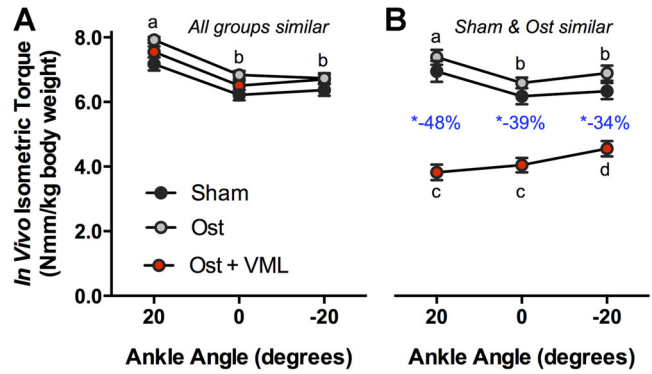 A
a
All groups similar
b
b
8.0
6.0
4.0
2.0
0.0
In Vivo Isometric Torque
(Nmm/kg body weight)
Sham
Ost
Ost + VML
20
0
-20
Ankle Angle (degrees)
B
Sham & Ost similar
a
b
b
*-48%
*-39%
*-34%
c
c
d
20
0
-20
Ankle Angle (degrees)